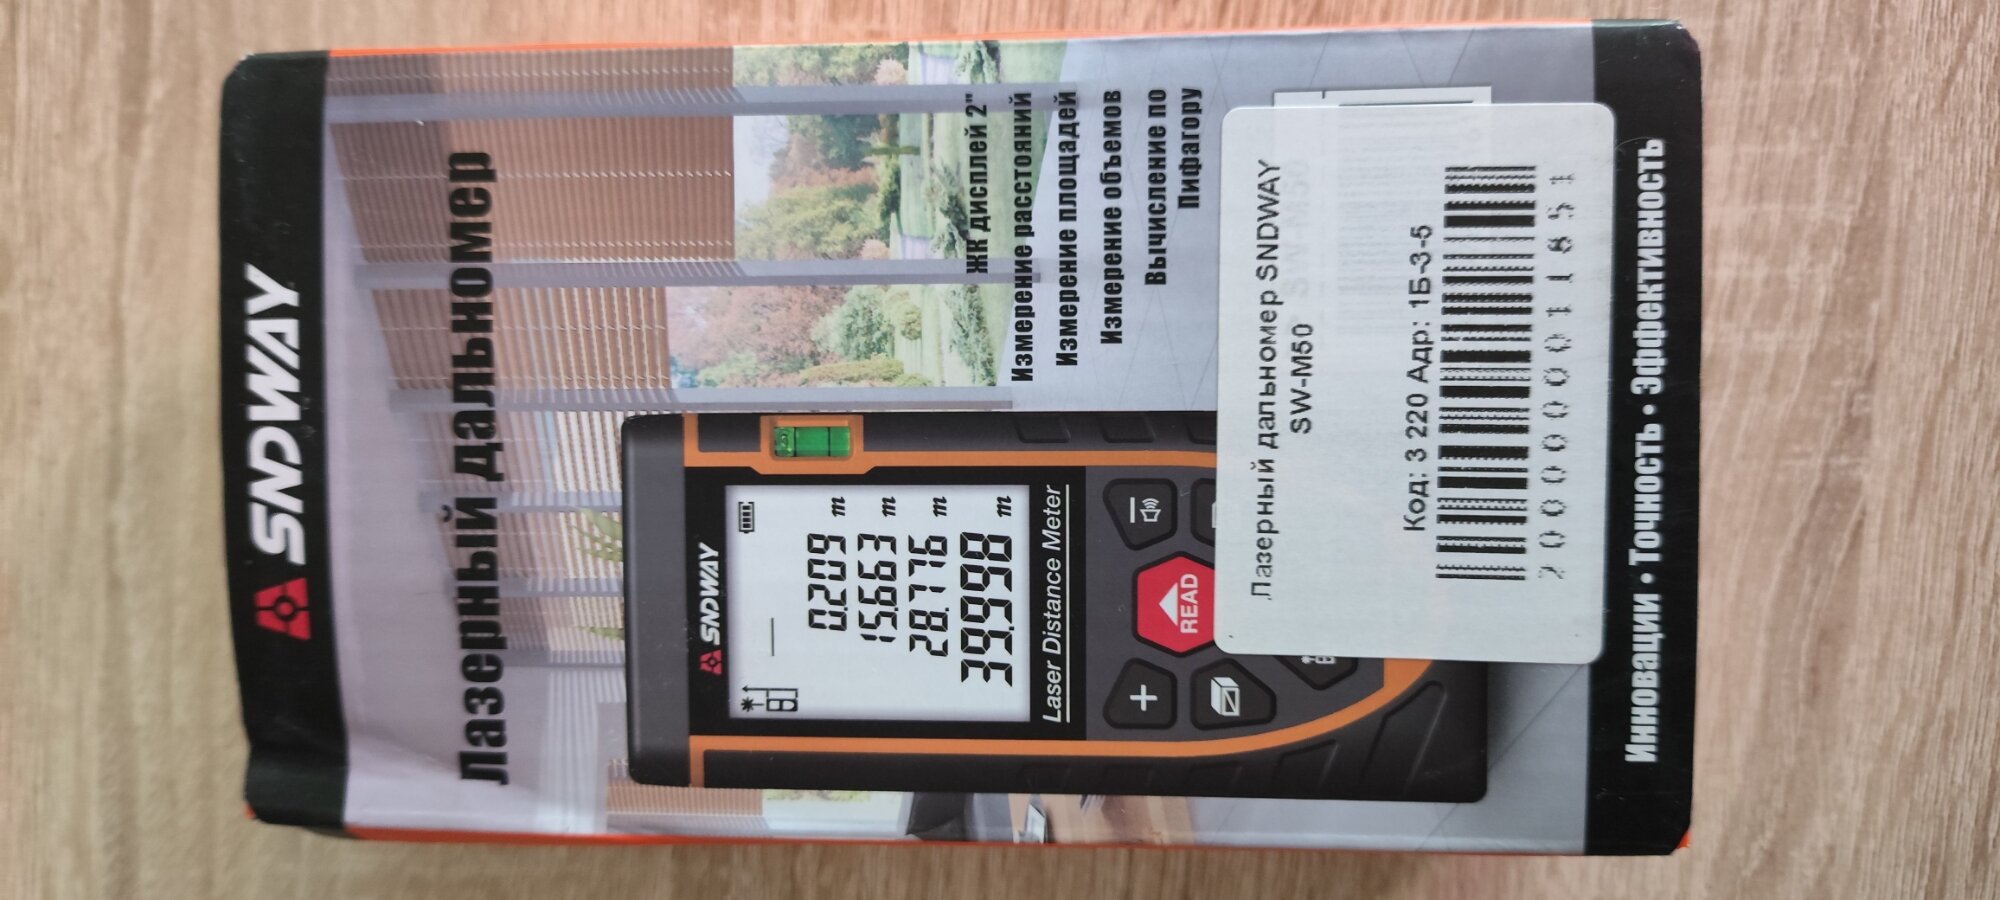 SNDWAY
Лазерный дальномер
ЖК дисплей 2"
Измерение расстояний
Измерение площадей
Измерение объемов
Вычисление по
Пифагору
SNDWAY
0.209 m
15.663 m
28.776 m
39.998 m
Laser Distance Meter
READ
Лазерный дальномер SNDWAY
SW-M50
Код: 3 220 Адр: 1Б-3-5
2000000118551
Инновации • Точность • Эффективность